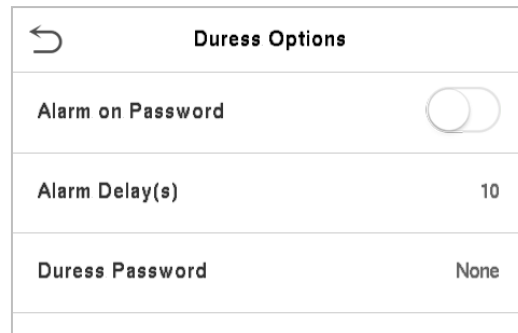 Duress Options
Alarm on Password
Alarm Delay(s) 10
Duress Password None